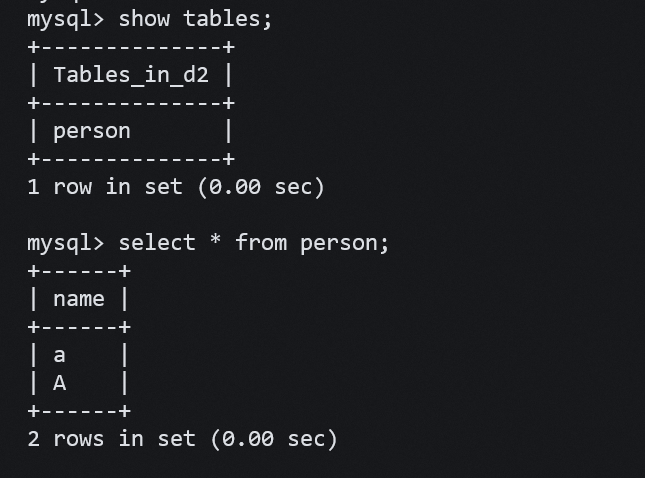 mysql> show tables;
+--------------+
| Tables_in_d2 |
+--------------+
| person       |
+--------------+
1 row in set (0.00 sec)

mysql> select * from person;
+------+
| name |
+------+
| a    |
| A    |
+------+
2 rows in set (0.00 sec)